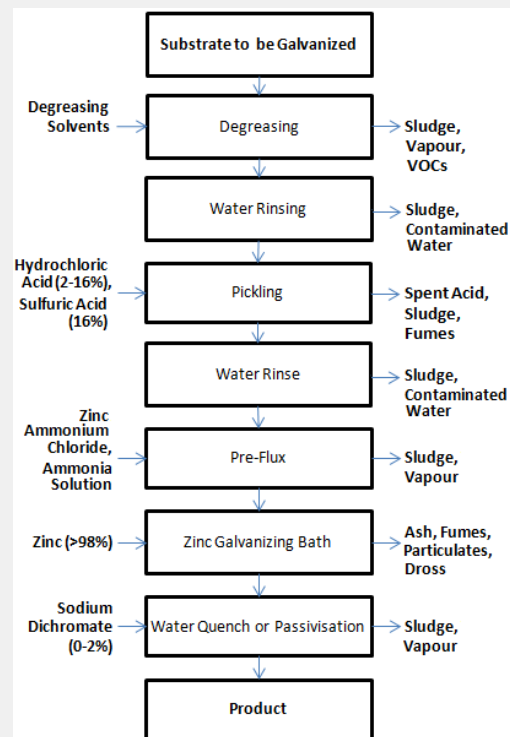 Substrate to be Galvanized
Degreasing
Solvents
Degreasing
Sludge,
Vapour,
VOCs
Water Rinsing
Sludge,
Contaminated
Water
Hydrochloric
Acid (2-16%),
Sulfuric Acid
(16%)
Pickling
Spent Acid,
Sludge,
Fumes
Water Rinse
Sludge,
Contaminated
Water
Zinc
Ammonium
Chloride,
Ammonia
Solution
Pre-Flux
Sludge,
Vapour
Zinc (>98%)
Zinc Galvanizing Bath
Ash, Fumes,
Particulates,
Dross
Sodium
Dichromate
(0-2%)
Water Quench or Passivisation
Sludge,
Vapour
Product